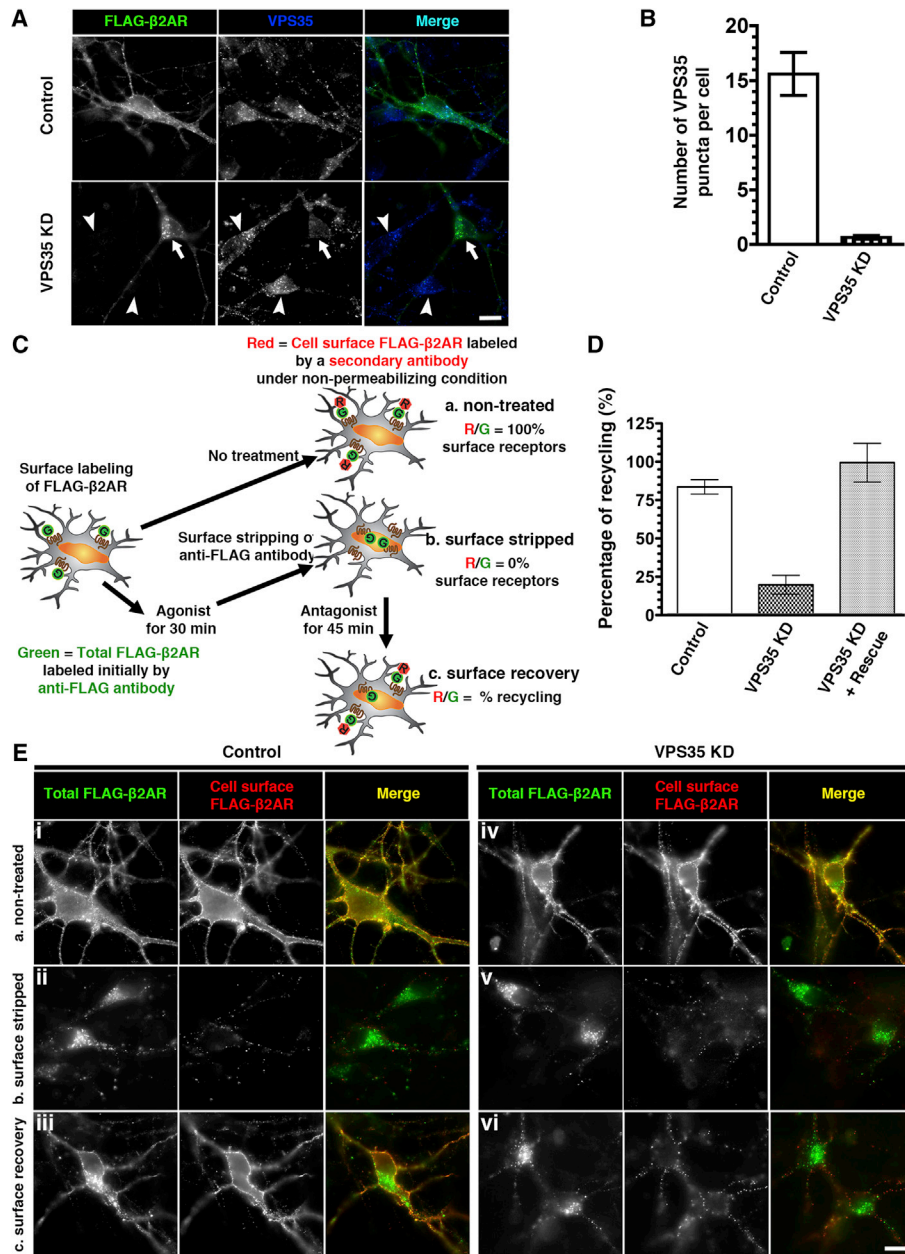 A
FLAG-β2AR
VPS35
Merge
Control
VPS35 KD
B
Number of VPS35
puncta per cell
20
15
10
5
0
Control
VPS35 KD
C
Red = Cell surface FLAG-β2AR labeled
by a secondary antibody
under non-permeabilizing condition
R
G
R
G
G
R
a. non-treated
R/G = 100%
surface receptors
No treatment
Surface labeling
of FLAG-β2AR
G
G
G
Surface stripping o
anti-FLAG antibody
G
G
b. surface stripped
R/G = 0%
surface receptors
Agonist
for 30 min
Antagonist
for 45 min
Green = Total FLAG-β2AR
labeled initially by
anti-FLAG antibody
R
G
G
G
R
c. surface recovery
R/G = % recycling
D
Percentage of recycling (%)
125
100
75
50
25
0
Control
VPS35 KD
VPS35 KD
+ Rescue
E
Control
VPS35 KD
Total FLAG-β2AR
Cell surface
FLAG-β2AR
Merge
Total FLAG-β2AR
Cell surface
FLAG-β2AR
Merge
a. non-treated
i
iv
b. surface stripped
ii
v
c. surface recovery
iii
vi